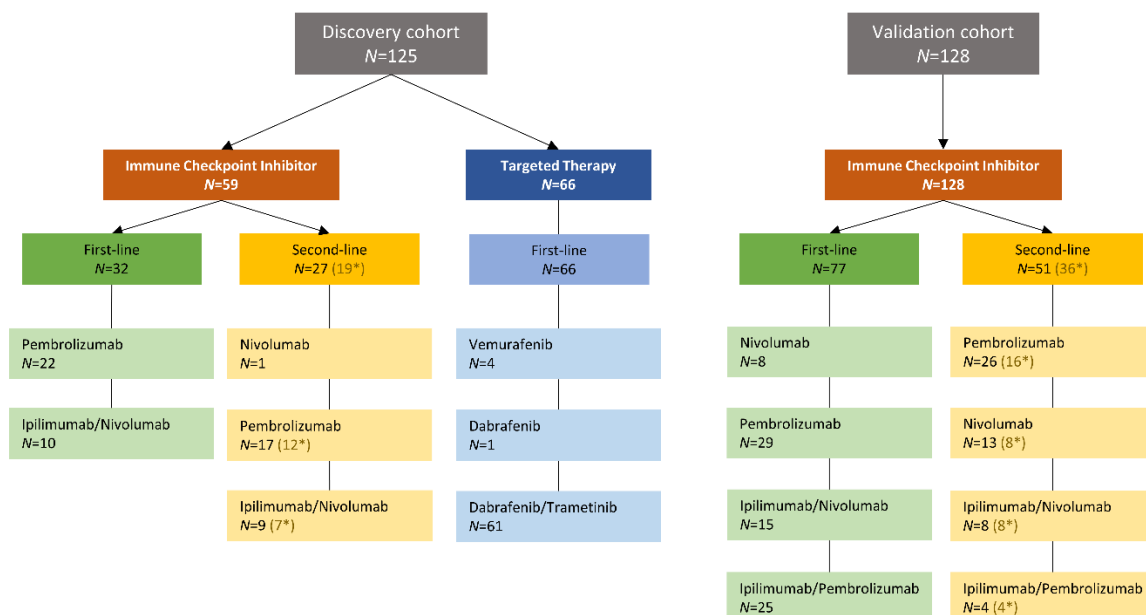 Discovery cohort
N=125
Validation cohort
N=128
Immune Checkpoint Inhibitor
N=59
Targeted Therapy
N=66
Immune Checkpoint Inhibitor
N=128
First-line
N=32
Second-line
N=27 (19*)
First-line
N=66
First-line
N=77
Second-line
N=51 (36*)
Pembrolizumab
N=22
Ipilimumab/Nivolumab
N=10
Nivolumab
N=1
Pembrolizumab
N=17 (12*)
Ipilimumab/Nivolumab
N=9 (7*)
Vemurafenib
N=4
Dabrafenib
N=1
Dabrafenib/Trametinib
N=61
Nivolumab
N=8
Pembrolizumab
N=29
Ipilimumab/Nivolumab
N=15
Ipilimumab/Pembrolizumab
N=25
Pembrolizumab
N=26 (16*)
Nivolumab
N=13 (8*)
Ipilimumab/Nivolumab
N=8 (8*)
Ipilimumab/Pembrolizumab
N=4 (4*)